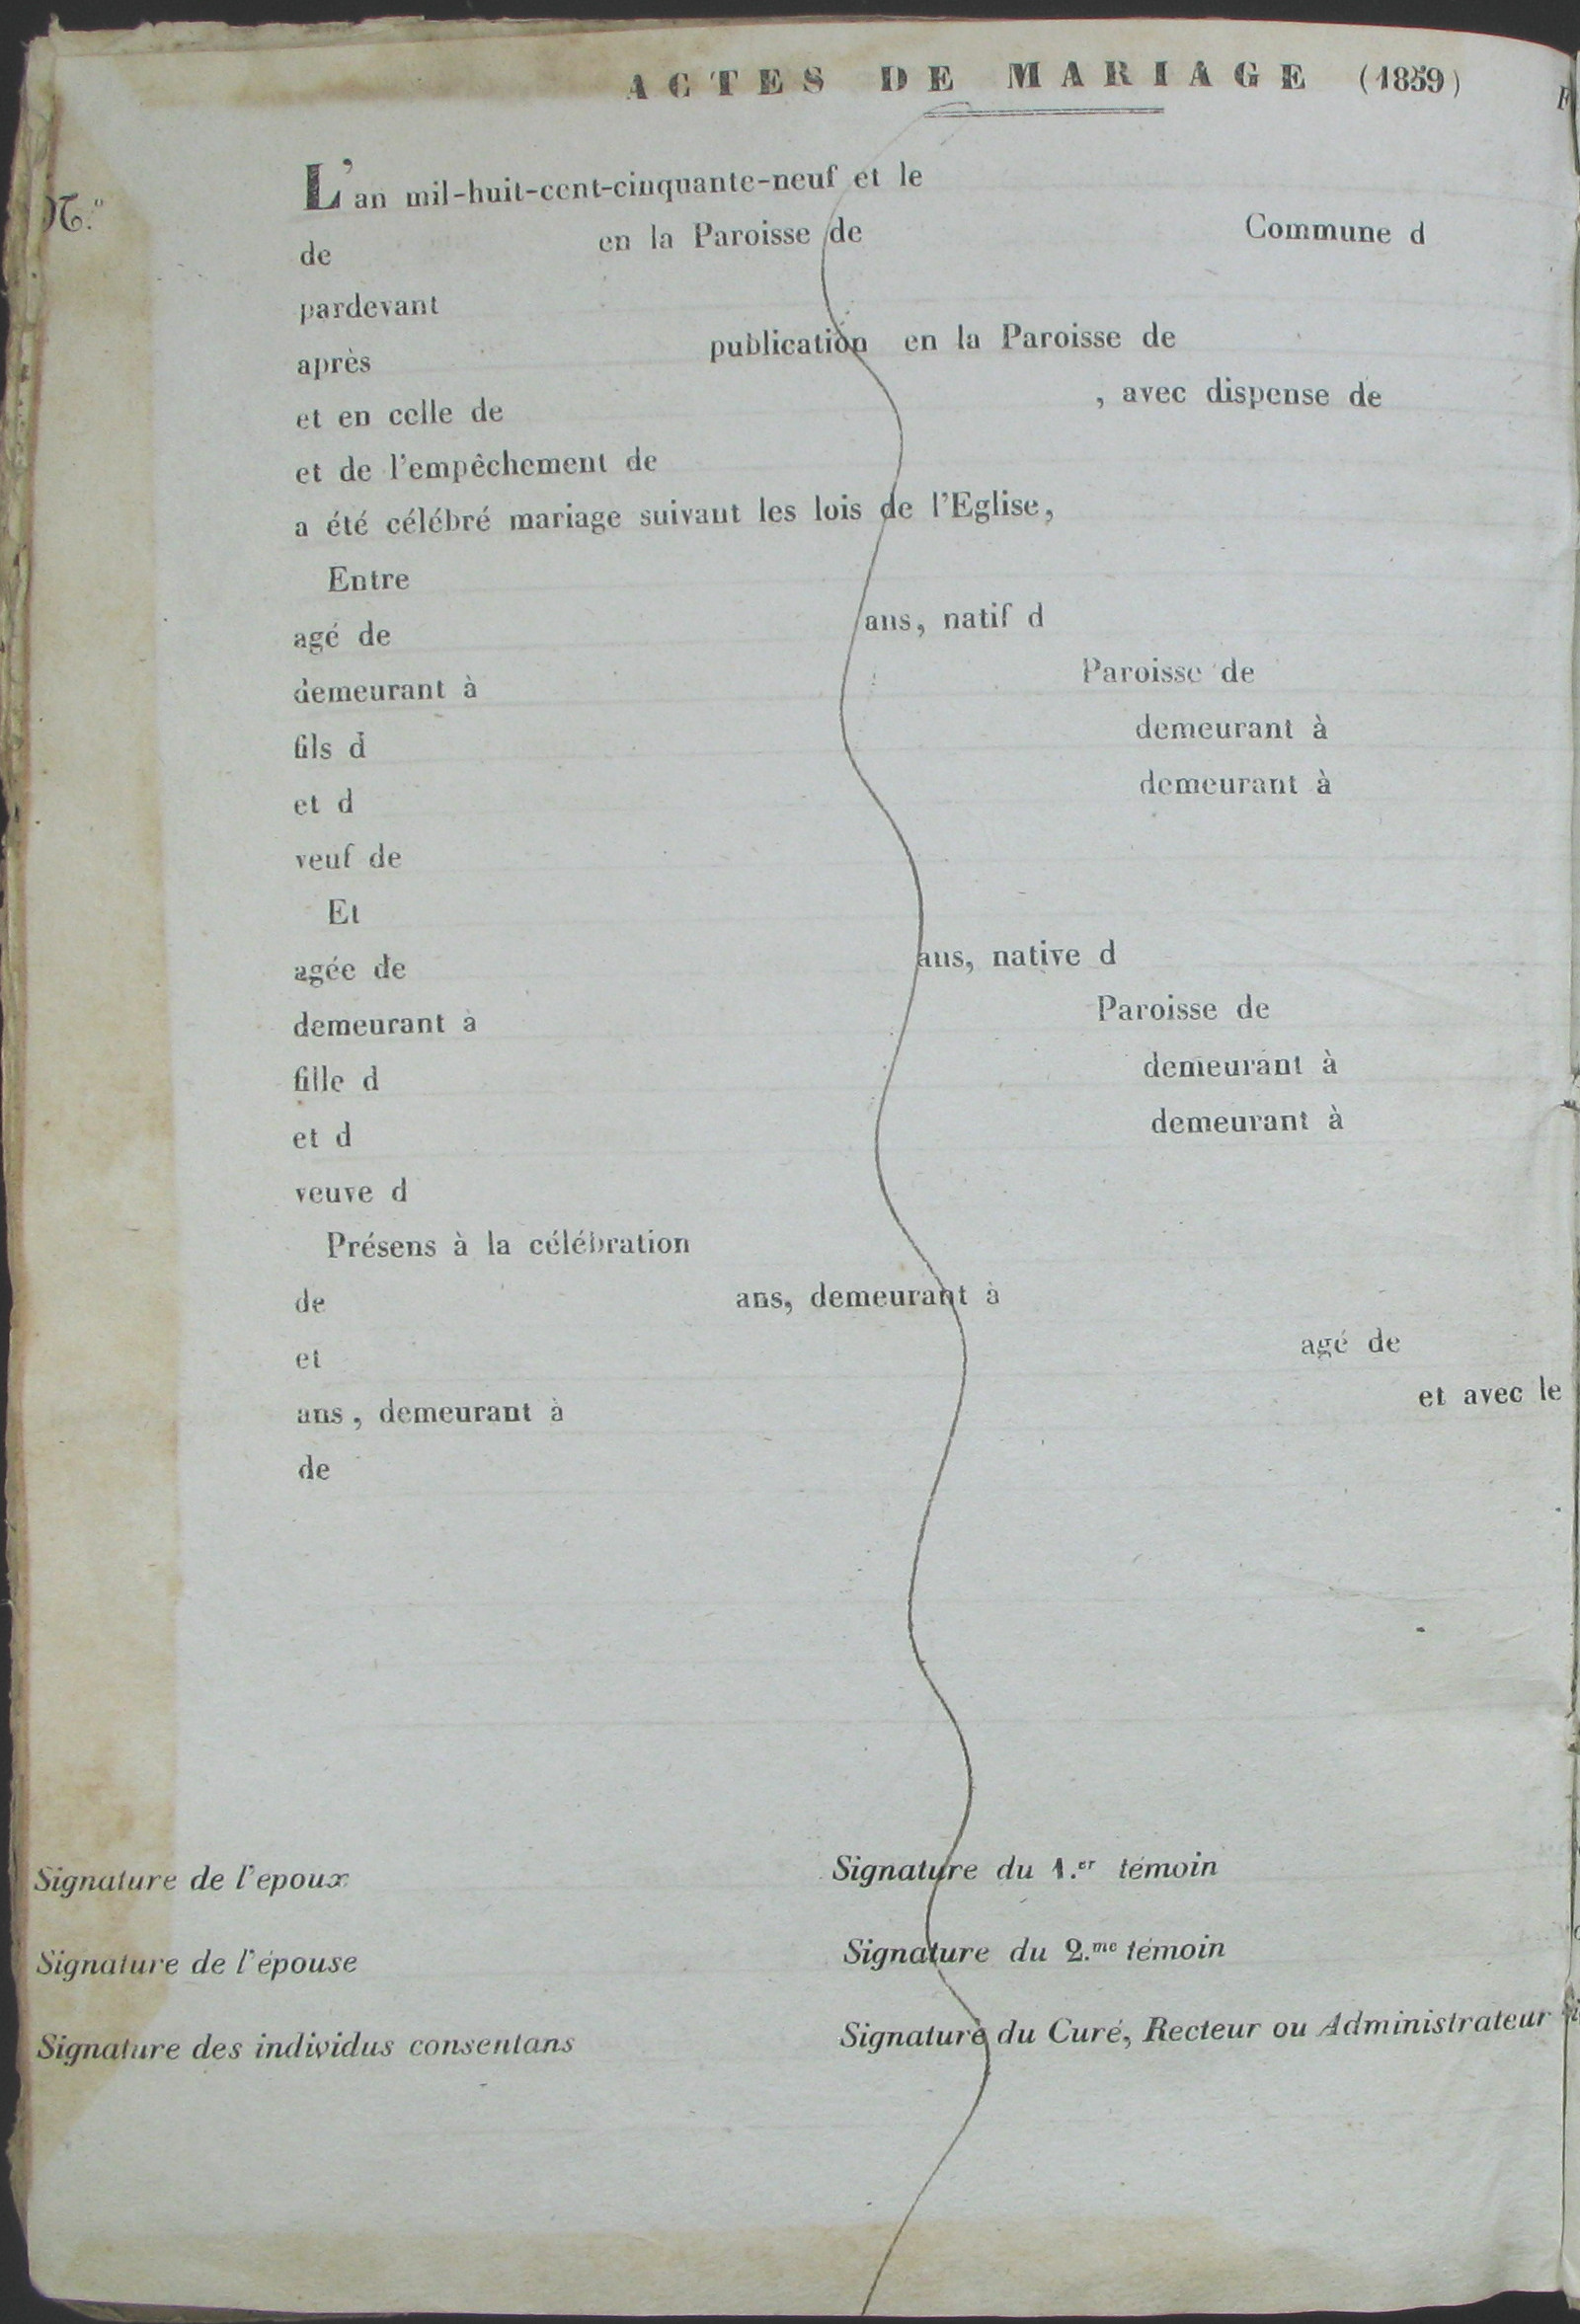 ACTES DE MARIAGE (1859)
N.º
L'an mil-huit-cent-cinquante-neuf et le
de en la Paroisse de Commune d
pardevant
après publication en la Paroisse de
et en celle de , avec dispense de
et de l'empêchement de
a été célébré mariage suivant les lois de l'Eglise,
Entre
agé de ans, natif d
demeurant à Paroisse de
fils d demeurant à
et d demeurant à
veuf de
Et
agée de ans, native d
demeurant à Paroisse de
fille d demeurant à
et d demeurant à
veuve d
Présens à la célébration
de ans, demeurant à
et agé de
ans, demeurant à et avec le
de
Signature de l'epoux Signature du 1.er témoin
Signature de l'épouse Signature du 2.me témoin
Signature des individus consentans Signature du Curé, Recteur ou Administrateur